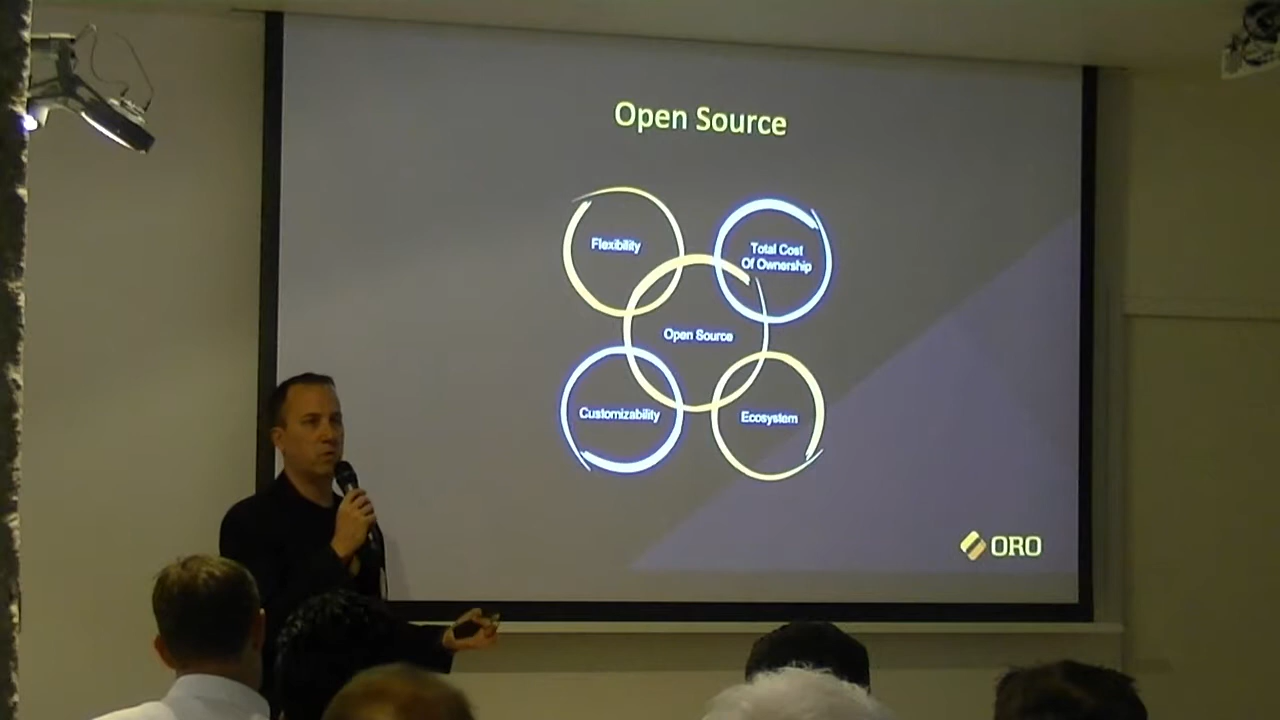 Open Source
Flexibility
Total Cost
Of Ownership
Open Source
Customizability
Ecosystem
ORO